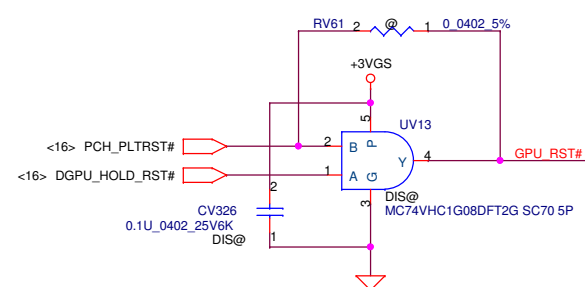 RV61 2 @ 1 0_0402_5%
+3VGS
5 UV13
<16> PCH_PLTRST# 2 B P
Y 4 GPU_RST#
<16> DGPU_HOLD_RST# 1 A G
2 3 DIS@
CV326 MC74VHC1G08DFT2G SC70 5P
0.1U_0402_25V6K
DIS@ 1